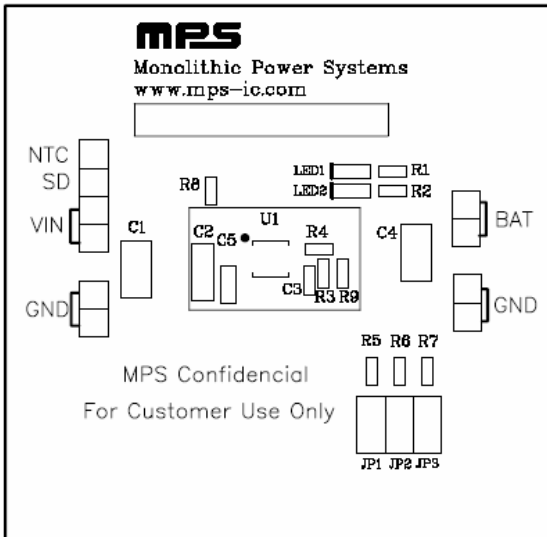 mps
Monolithic Power Systems
www.mps-ic.com
NTC
SD
VIN
GND
C1
R8
LED1 R1
LED2 R2
U1
C2
C5
R4
C3
R3 R9
C4
BAT
GND
R5 R6 R7
JP1 JP2 JP3
MPS Confidencial
For Customer Use Only